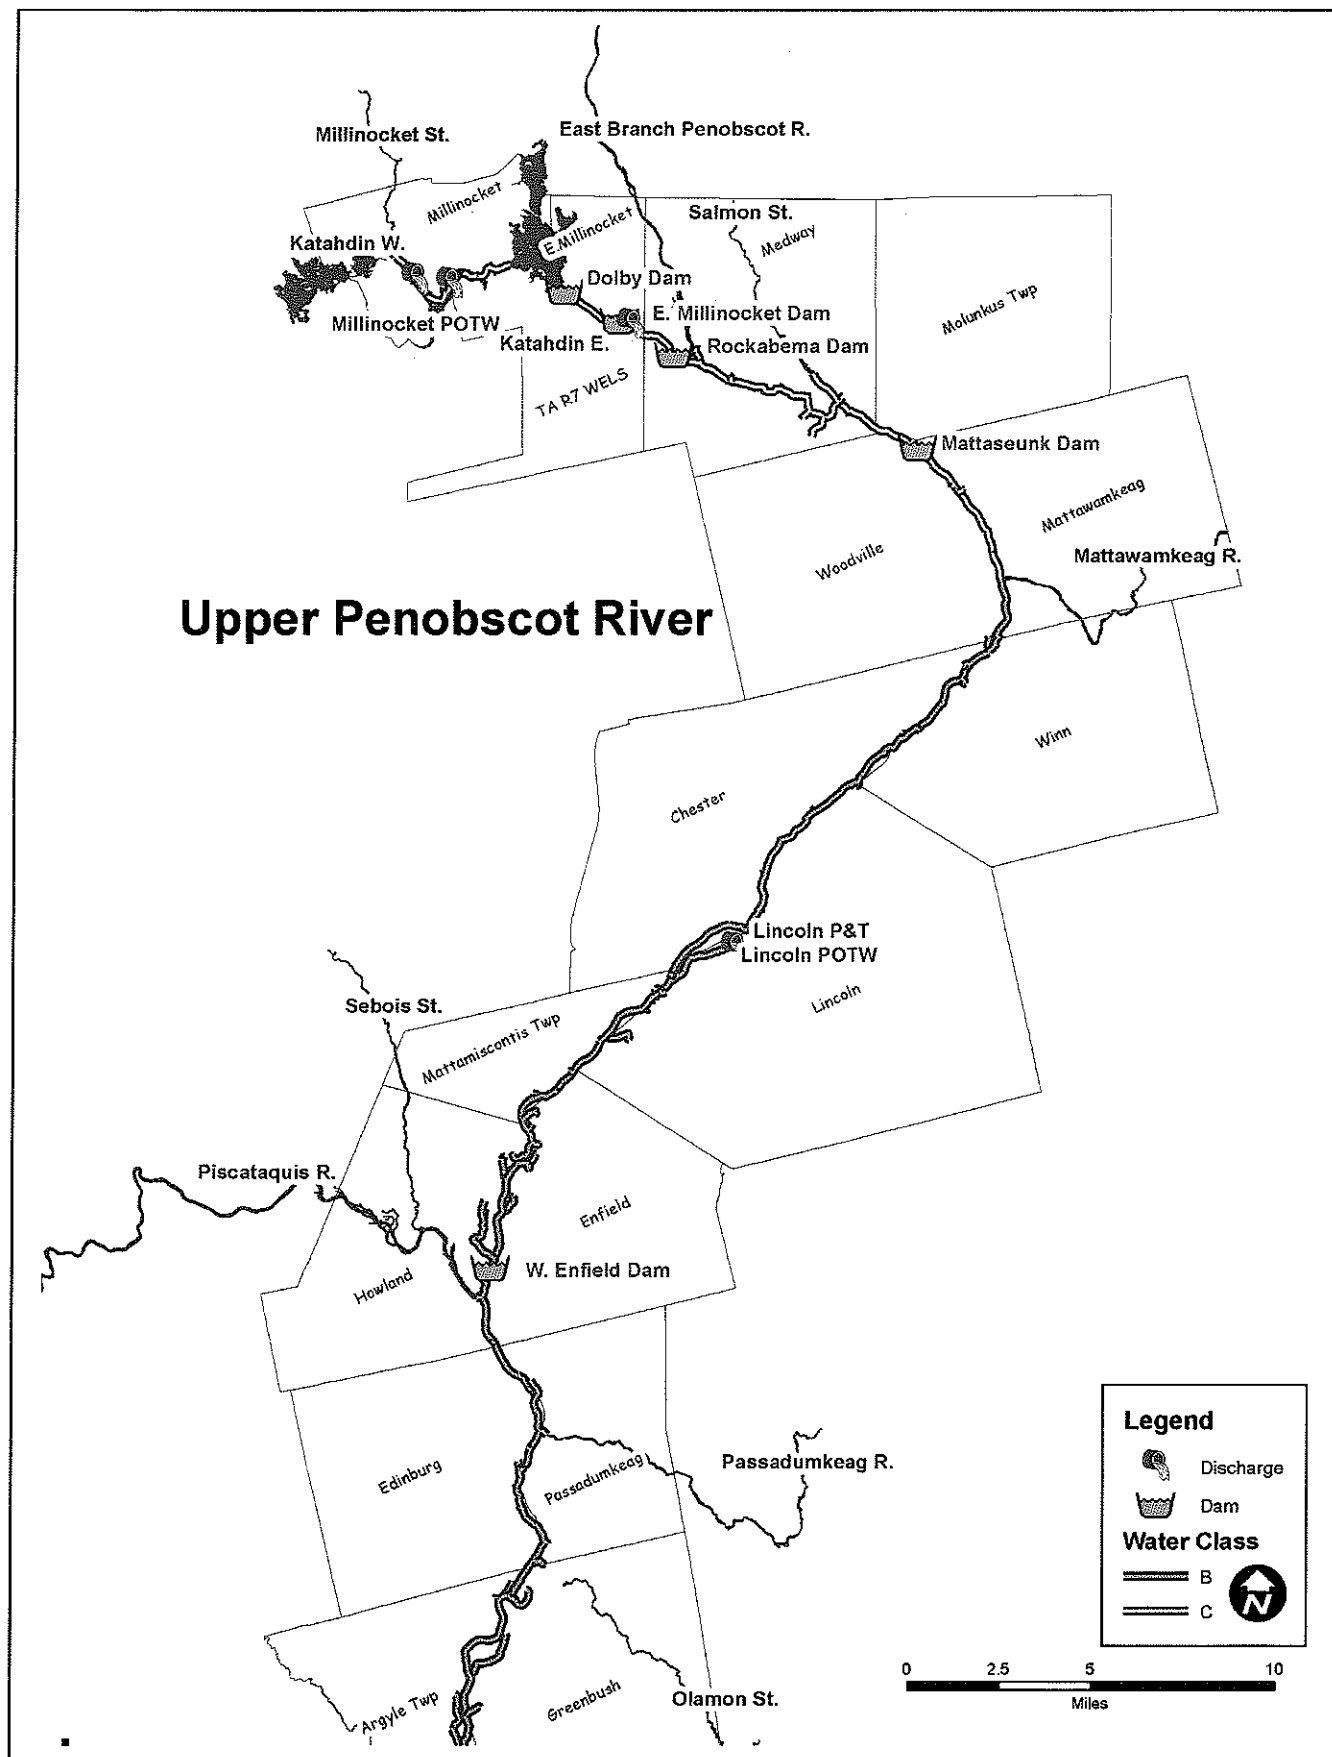 Millinocket St.
East Branch Penobscot R.
Millinocket
Salmon St.
E.Millinocket
Medway
Katahdin W.
Dolby Dam
Molunkus Twp
E. Millinocket Dam
Millinocket POTW
Katahdin E.
Rockabema Dam
TA R7 WELS
Mattaseunk Dam
Mattawamkeag
Woodville
Mattawamkeag R.
Upper Penobscot River
Winn
Chester
Lincoln P&T
Lincoln POTW
Lincoln
Sebois St.
Mattamiscontis Twp
Piscataquis R.
Enfield
W. Enfield Dam
Howland
Legend
Discharge
Dam
Water Class
B
C
N
Edinburg
Passadumkeag
Passadumkeag R.
0 2.5 5 10
Miles
Olamon St.
Greenbush
Argyle Twp